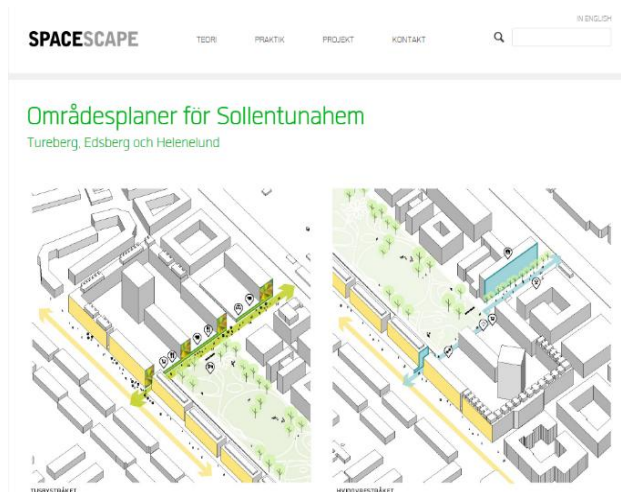 IN ENGLISH
SPACESCAPE
TEORI
PRAKTIK
PROJEKT
KONTAKT
Områdesplaner för Sollentunahem
Tureberg, Edsberg och Helenelund